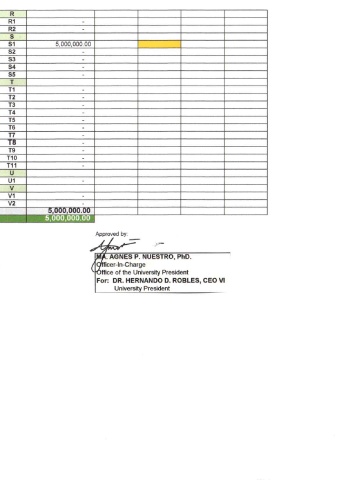 R
R1 -
R2 -
S
S1 5,000,000.00
S2 -
S3 -
S4 -
S5 -
T
T1 -
T2 -
T3 -
T4 -
T5 -
T6 -
T7 -
T8 -
T9 -
T10 -
T11 -
U
U1 -
V
V1 -
V2 -
5,000,000.00
5,000,000.00
Approved by:
MA. AGNES P. NUESTRO, PhD.
Officer-In-Charge
Office of the University President
For: DR. HERNANDO D. ROBLES, CEO VI
University President